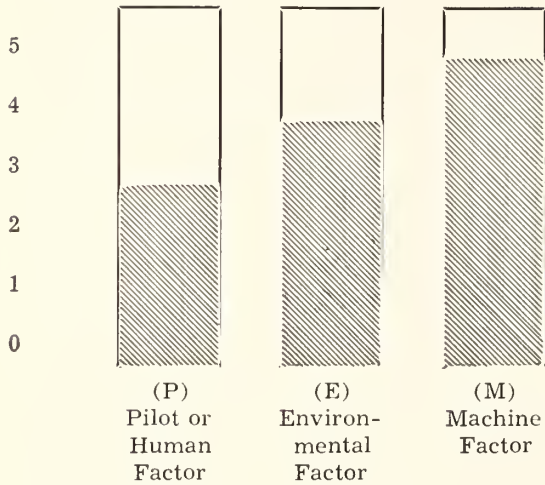 5
4
3
2
1
0
(P) (E) (M)
Pilot or Environ- Machine
Human mental Factor
Factor Factor